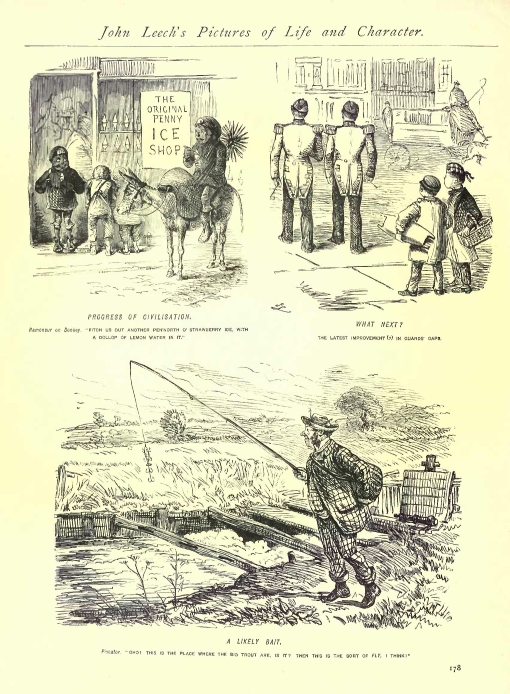 John Leech's Pictures of Life and Character.
THE
ORIGINAL
PENNY
ICE
SHOP
PROGRESS OF CIVILISATION.
Ramoneur on Donkey. "FITCH US OUT ANOTHER PENN'ORTH O' STRAWBERRY ICE, WITH
A DOLLOP OF LEMON WATER IN IT."
WHAT NEXT?
THE LATEST IMPROVEMENT (?) IN GUARDS' CAPS.
A LIKELY BAIT.
Piscator. "OHO! THIS IS THE PLACE WHERE THE BIG TROUT ARE, IS IT? THEN THIS IS THE SORT OF FLY, I THINK!"
178